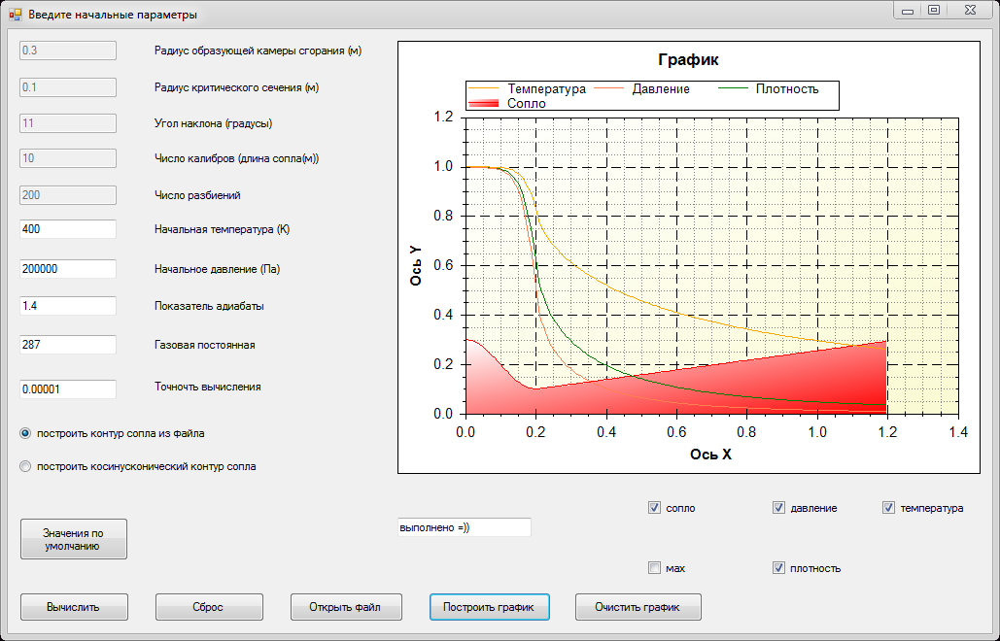 Введите начальные параметры
0.3 Радиус образующей камеры сгорания (м)
0.1 Радиус критического сечения (м)
11 Угол наклона (градусы)
10 Число калибров (длина сопла(м))
200 Число разбиений
400 Начальная температура (К)
200000 Начальное давление (Па)
1.4 Показатель адиабаты
287 Газовая постоянная
0.00001 Точночть вычисления
построить контур сопла из файла
построить косинусконический контур сопла
График
Температура Давление Плотность
Сопло
1.2
1.0
0.8
0.6
0.4
0.2
0.0
Ось Y
0.0 0.2 0.4 0.6 0.8 1.0 1.2 1.4
Ось X
сопло давление температура
выполнено =))
мах плотность
Значения по
умолчанию
Вычислить Сброс Открыть файл Построить график Очистить график